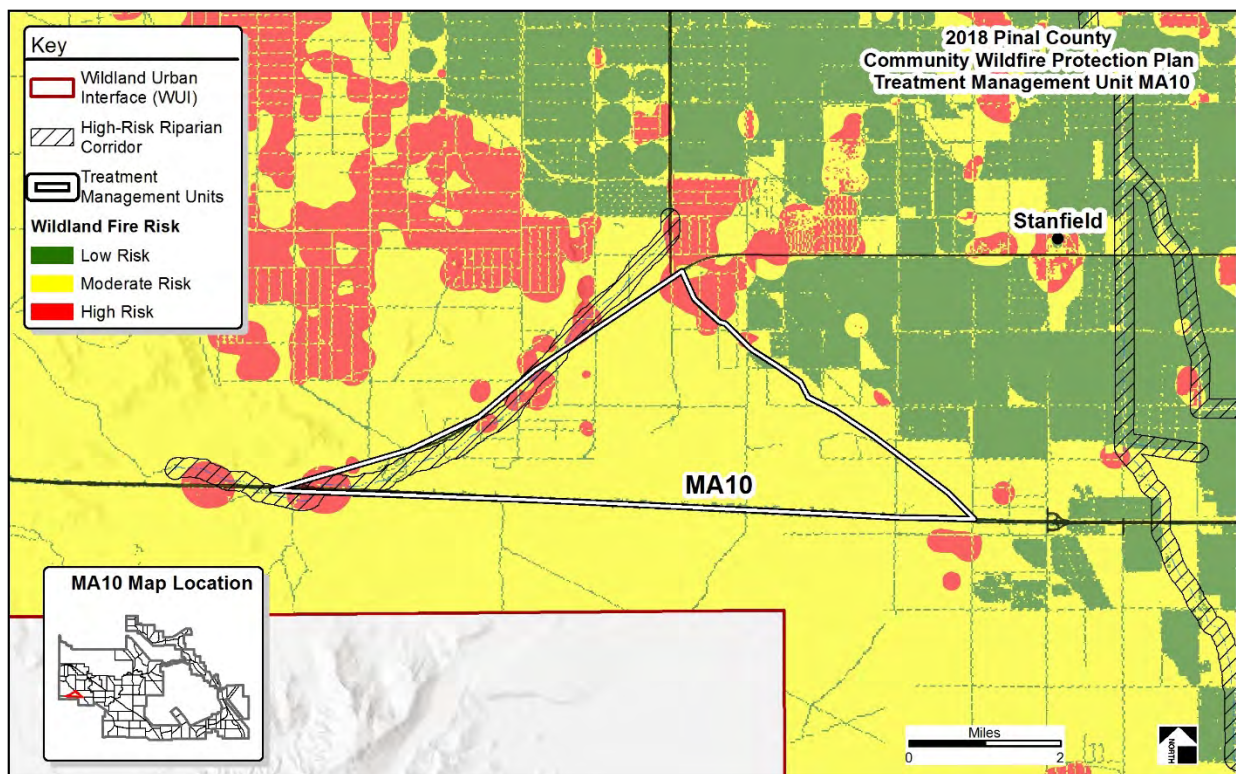 2018 Pinal County
Community Wildfire Protection Plan
Treatment Management Unit MA10
Key
Wildland Urban
Interface (WUI)
High-Risk Riparian
Corridor
Treatment
Management Units
Wildland Fire Risk
Low Risk
Moderate Risk
High Risk
Stanfield
MA10
MA10 Map Location
Miles
0
2
NORTH